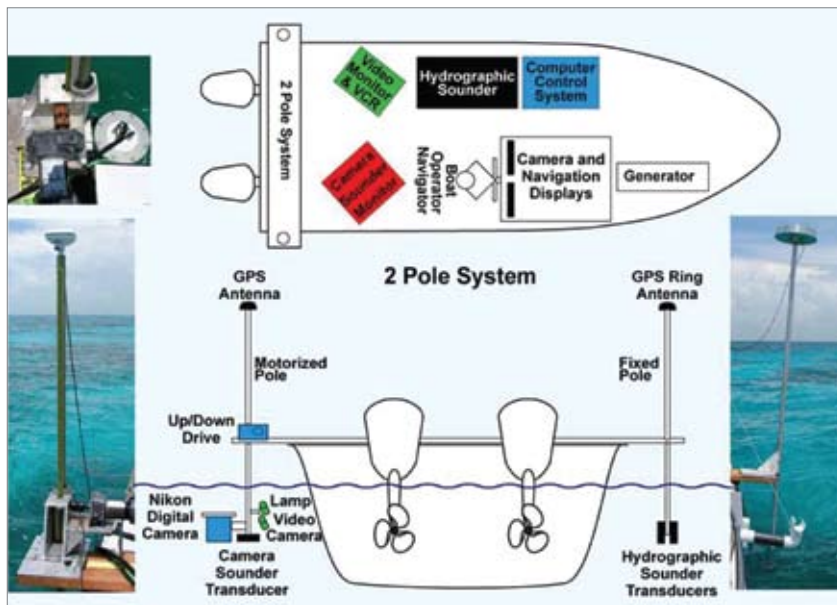 2 Pole System
Video
Monitor
& VCR
Hydrographic
Sounder
Computer
Control
System
Camera
Sounder
Monitor
Boat
Operator
Navigator
Camera and
Navigation
Displays
Generator
2 Pole System
GPS
Antenna
GPS Ring
Antenna
Motorized
Pole
Fixed
Pole
Up/Down
Drive
Nikon
Digital
Camera
Lamp
Video
Camera
Camera
Sounder
Transducer
Hydrographic
Sounder
Transducers